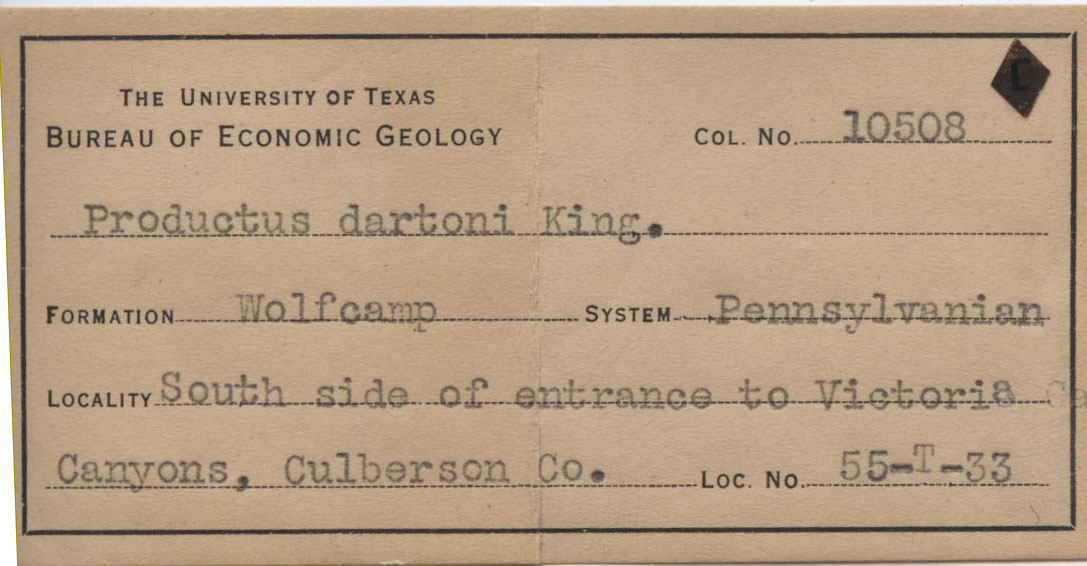 THE UNIVERSITY OF TEXAS
BUREAU OF ECONOMIC GEOLOGY
COL. NO. 10508
Productus dartoni King.
FORMATION Wolfcamp SYSTEM Pennsylvanian
LOCALITY South side of entrance to Victoria
Canyons, Culberson Co. LOC. NO. 55-T-33